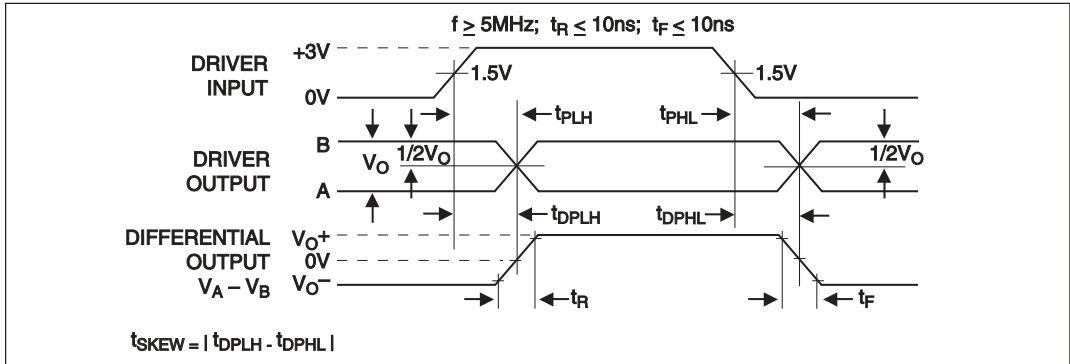 f ≥ 5MHz; tR ≤ 10ns; tF ≤ 10ns
+3V
DRIVER
INPUT
1.5V
1.5V
0V
tPLH
tPHL
B
DRIVER
OUTPUT
VO
1/2VO
1/2VO
A
tDPLH
tDPHL
DIFFERENTIAL
OUTPUT
VA – VB
VO+
0V
VO–
tR
tF
tSKEW = | tDPLH - tDPHL |